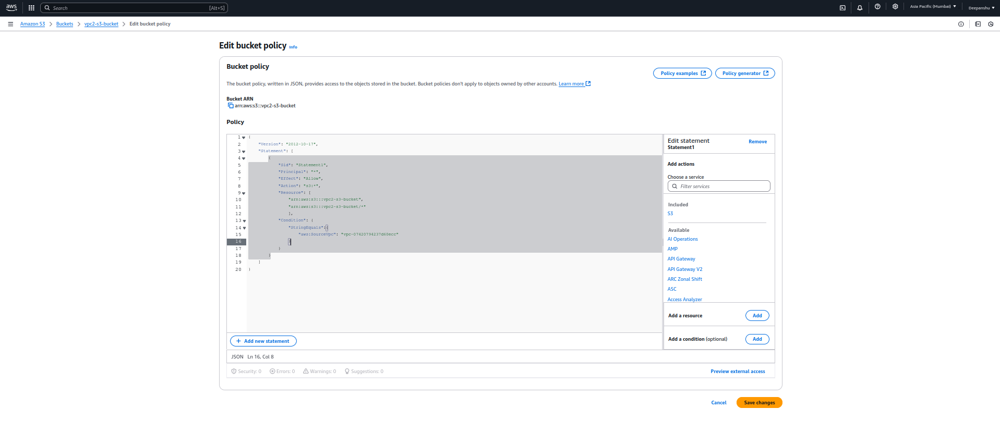 aws
Search
[Alt+S]
Asia Pacific (Mumbai)
Deepanshu
Amazon S3
Buckets
vpc2-s3-bucket
Edit bucket policy
Edit bucket policy Info
Bucket policy
Policy examples
Policy generator
The bucket policy, written in JSON, provides access to the objects stored in the bucket. Bucket policies don't apply to objects owned by other accounts. Learn more
Bucket ARN
arn:aws:s3:::vpc2-s3-bucket
Policy
1 {
2 "Version": "2012-10-17",
3 "Statement": [
4 {
5 "Sid": "Statement1",
6 "Principal": "*",
7 "Effect": "Allow",
8 "Action": "s3:*",
9 "Resource": [
10 "arn:aws:s3:::vpc2-s3-bucket",
11 "arn:aws:s3:::vpc2-s3-bucket/*"
12 ],
13 "Condition": {
14 "StringEquals":{
15 "aws:SourceVpc": "vpc-07420794237d60ecc"
16 }
17 }
18 }
19 ]
20 }
Edit statement
Remove
Statement1
Add actions
Choose a service
Filter services
Included
S3
Available
AI Operations
AMP
API Gateway
API Gateway V2
ARC Zonal Shift
ASC
Access Analyzer
Add a resource
Add
Add a condition (optional)
Add
+ Add new statement
JSON Ln 16, Col 8
Security: 0
Errors: 0
Warnings: 0
Suggestions: 0
Preview external access
Cancel
Save changes